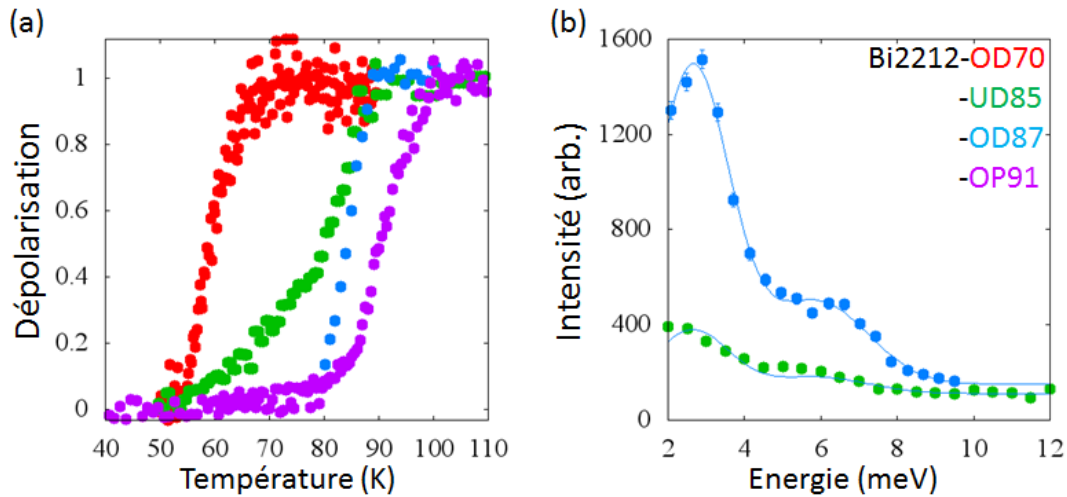 (a)
Dépolarisation
1
0.8
0.6
0.4
0.2
0
40 50 60 70 80 90 100 110
Température (K)
(b)
Intensité (arb.)
1600
1200
800
400
0
2 4 6 8 10 12
Energie (meV)
Bi2212-OD70
-UD85
-OD87
-OP91